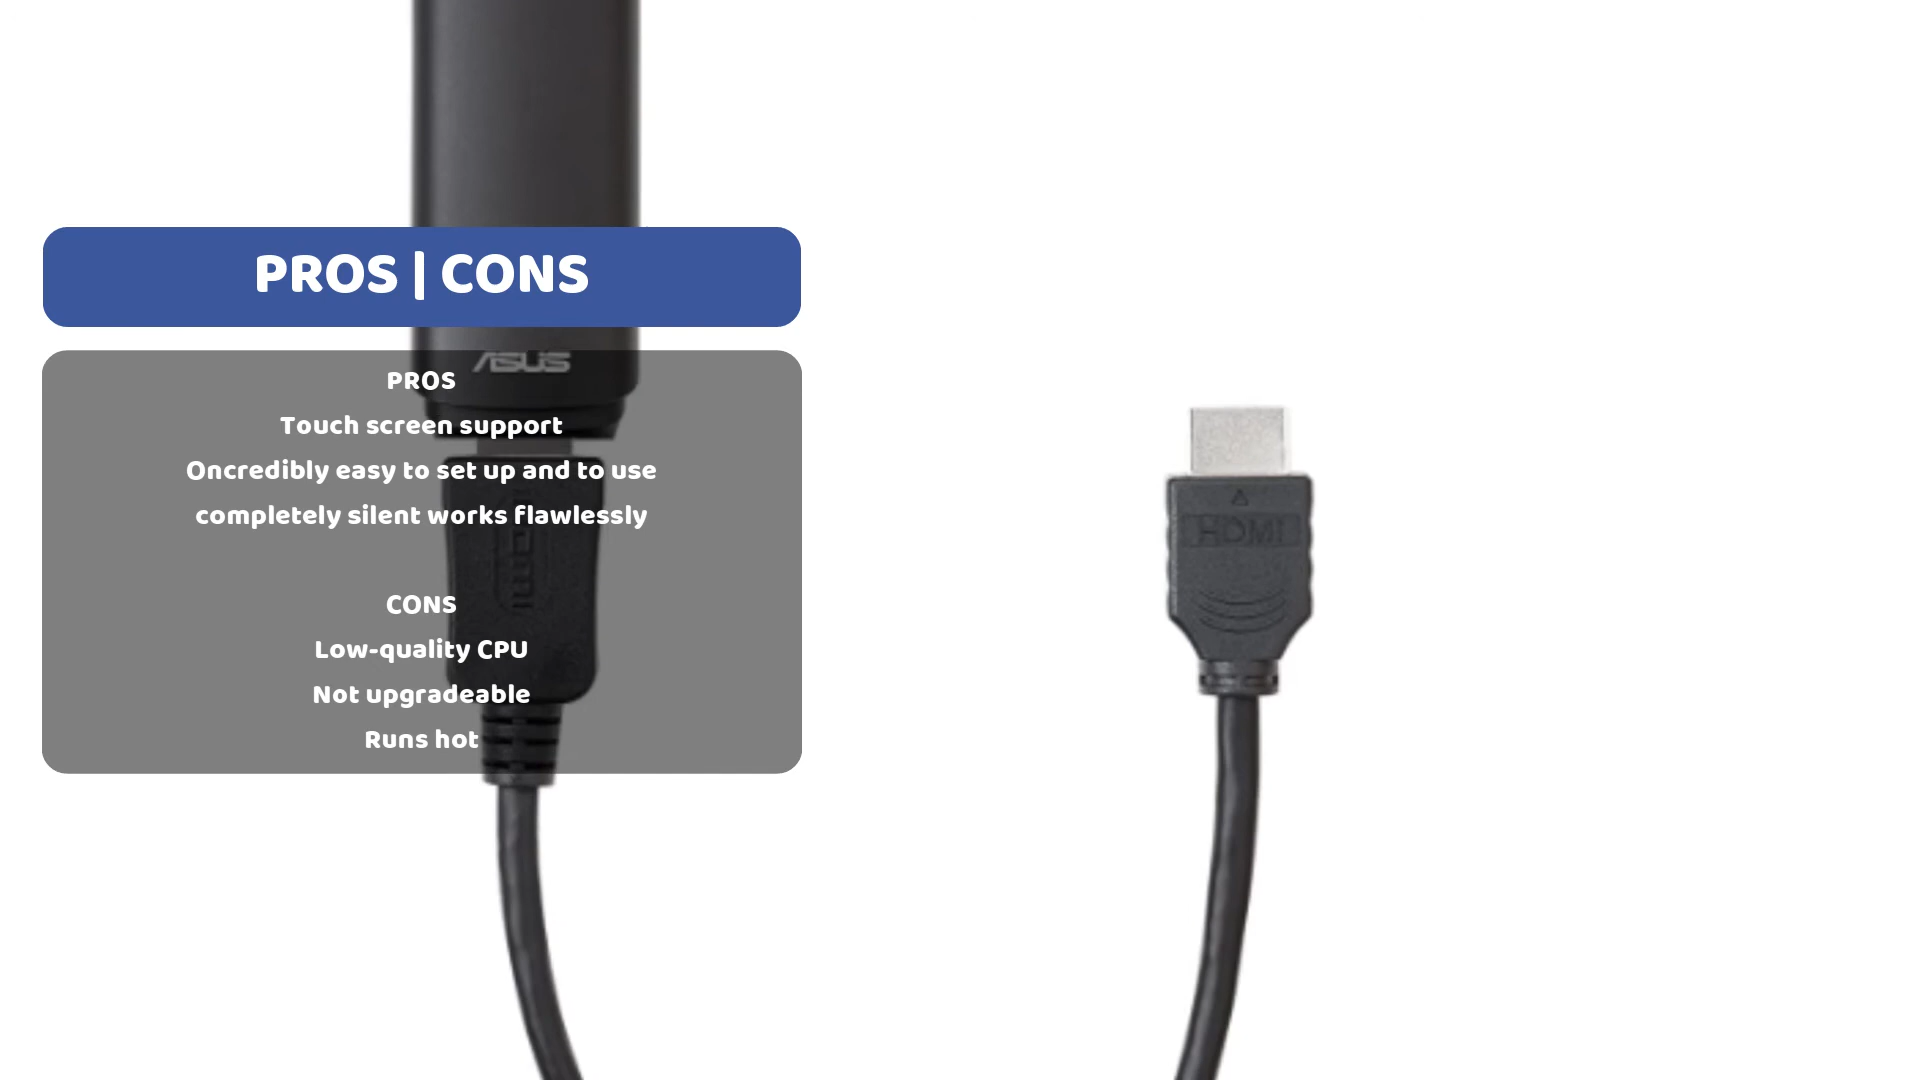 PROS | CONS
ASUS
PROS
Touch screen support
Oncredibly easy to set up and to use
completely silent works flawlessly
HDMI
CONS
Low-quality CPU
Not upgradeable
Runs hot
HDMI